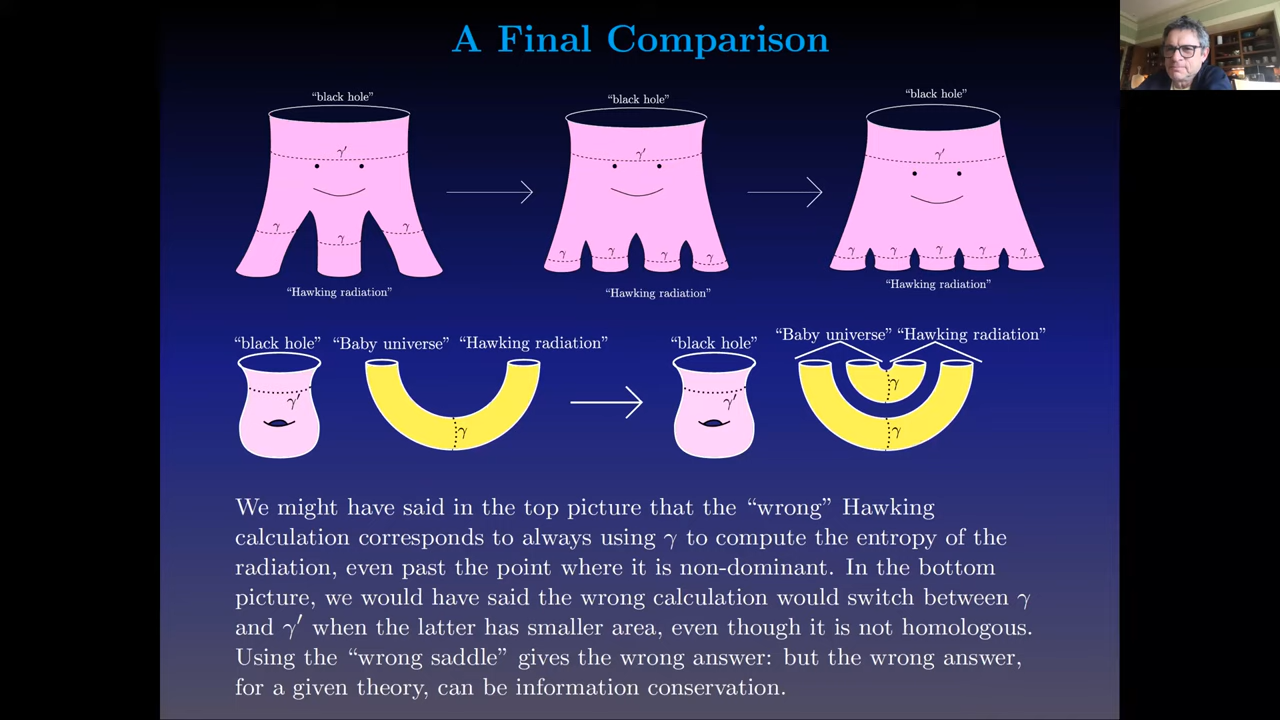 A Final Comparison
“black hole”
“black hole”
“black hole”
γ′
γ′
γ′
γ
γ
γ
γ
γ
γ
γ
γ
γ
γ
γ
γ
“Hawking radiation”
“Hawking radiation”
“Hawking radiation”
“black hole” “Baby universe” “Hawking radiation”
“black hole” “Baby universe” “Hawking radiation”
γ′
γ
γ′
γ
γ
We might have said in the top picture that the “wrong” Hawking
calculation corresponds to always using γ to compute the entropy of the
radiation, even past the point where it is non-dominant. In the bottom
picture, we would have said the wrong calculation would switch between γ
and γ′ when the latter has smaller area, even though it is not homologous.
Using the “wrong saddle” gives the wrong answer: but the wrong answer,
for a given theory, can be information conservation.